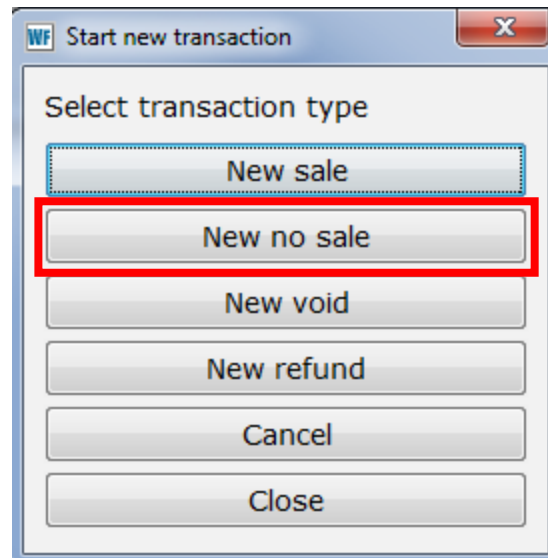 WF Start new transaction
Select transaction type
New sale
New no sale
New void
New refund
Cancel
Close